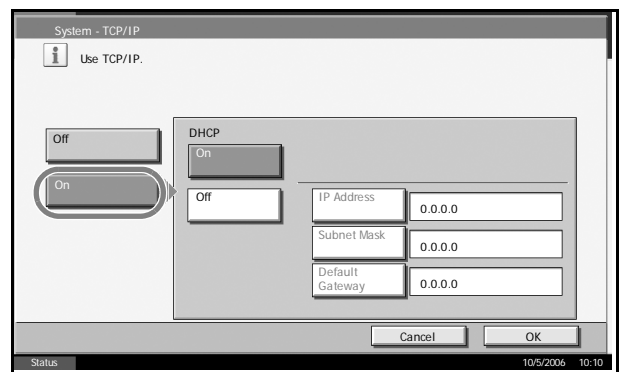 System - TCP/IP
i Use TCP/IP.
Off
On
DHCP
On
Off
IP Address 0.0.0.0
Subnet Mask 0.0.0.0
Default
Gateway 0.0.0.0
Cancel OK
Status 10/5/2006 10:10